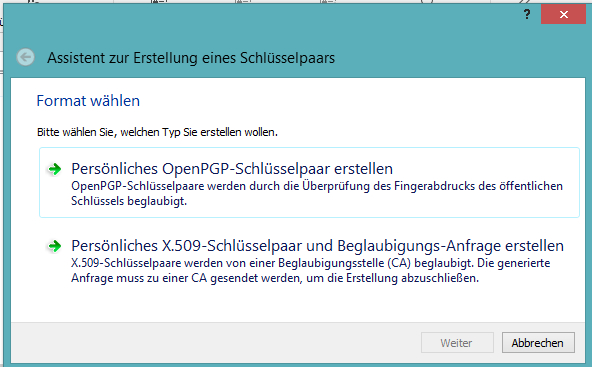 Assistent zur Erstellung eines Schlüsselpaars
Format wählen
Bitte wählen Sie, welchen Typ Sie erstellen wollen.
Persönliches OpenPGP-Schlüsselpaar erstellen
OpenPGP-Schlüsselpaare werden durch die Überprüfung des Fingerabdrucks des öffentlichen
Schlüssels beglaubigt.
Persönliches X.509-Schlüsselpaar und Beglaubigungs-Anfrage erstellen
X.509-Schlüsselpaare werden von einer Beglaubigungsstelle (CA) beglaubigt. Die generierte
Anfrage muss zu einer CA gesendet werden, um die Erstellung abzuschließen.
Weiter
Abbrechen